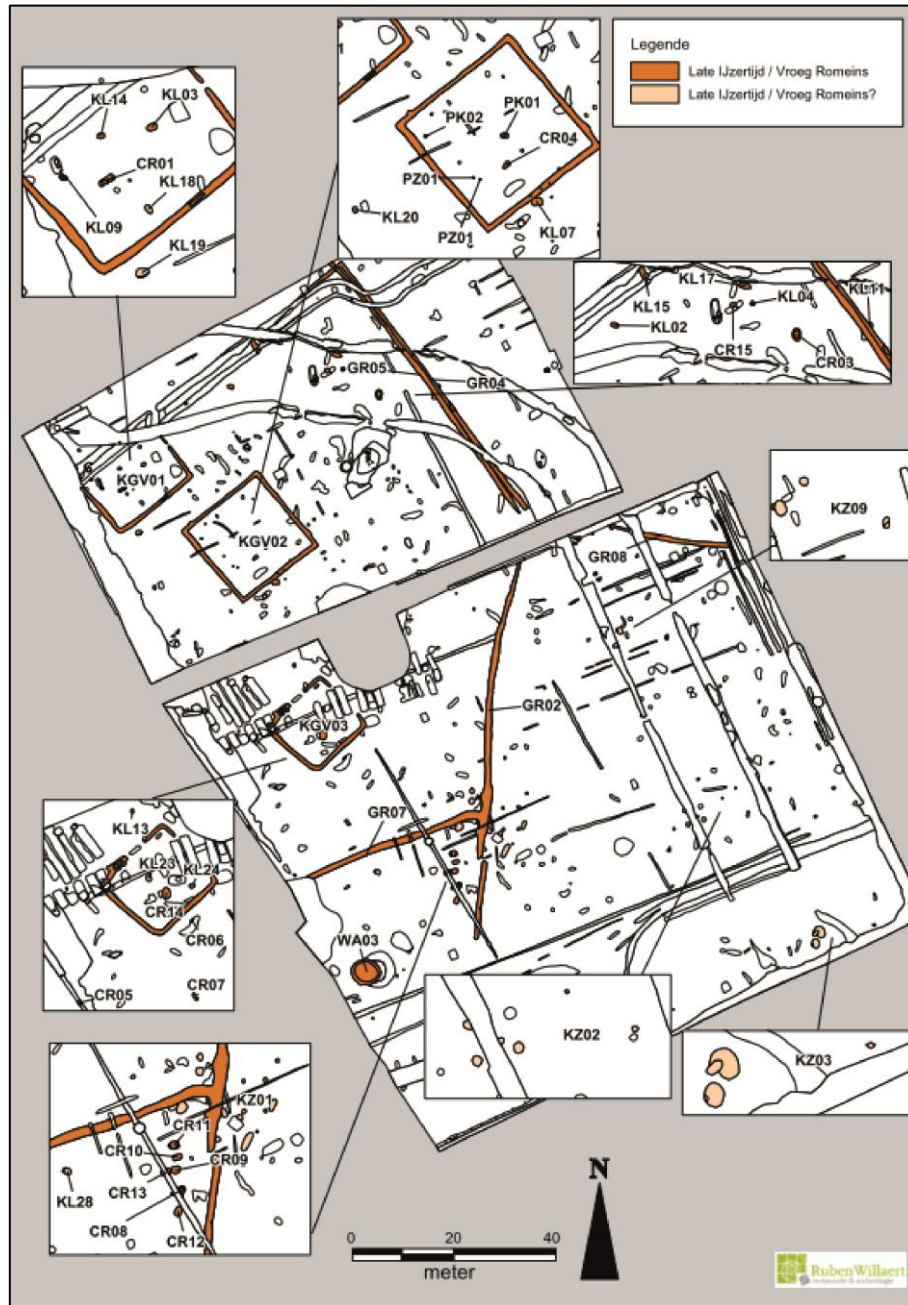 Legende
Late IJzertijd / Vroeg Romeins
Late IJzertijd / Vroeg Romeins?
KL14
KL03
CR01
KL18
KL09
KL19
PK02
PK01
CR04
PZ01
PZ01
KL20
KL07
KL17
KL04
KL11
KL15
KL02
CR15
CR03
GR05
GR04
KGV01
KGV02
KZ09
GR08
GR02
KGV03
GR07
WA03
KL13
KL23
KL24
CR14
CR06
CR05
CR07
KZ02
KZ03
KZ01
CR11
CR10
CR09
CR13
KL28
CR08
CR12
N
0 20 40
meter
RubenWillaert
restauratie & archeologie